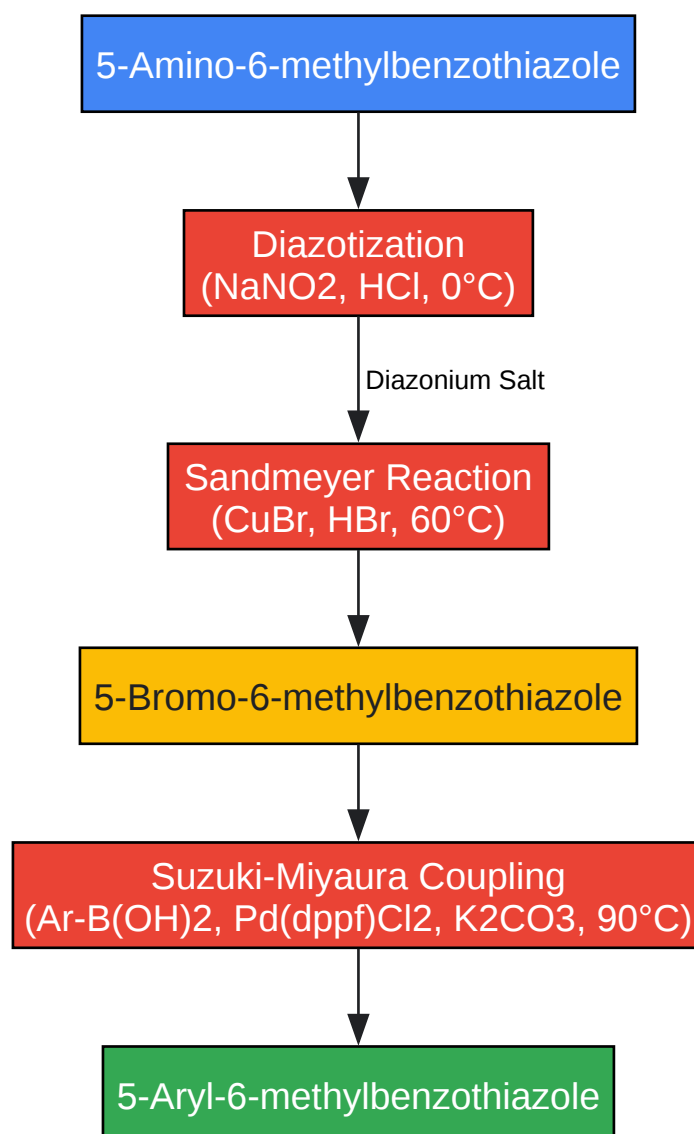 5-Amino-6-methylbenzothiazole
Diazotization
(NaNO2, HCl, 0°C)
Diazonium Salt
Sandmeyer Reaction
(CuBr, HBr, 60°C)
5-Bromo-6-methylbenzothiazole
Suzuki-Miyaura Coupling
(Ar-B(OH)2, Pd(dppf)Cl2, K2CO3, 90°C)
5-Aryl-6-methylbenzothiazole